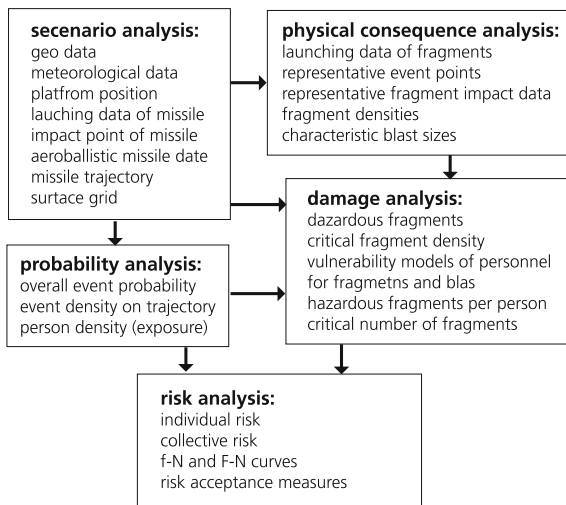 secenario analysis:
geo data
meteorological data
platfrom position
lauching data of missile
impact point of missile
aeroballistic missile date
missile trajectory
surtace grid
physical consequence analysis:
launching data of fragments
representative event points
representative fragment impact data
fragment densities
characteristic blast sizes
damage analysis:
dazardous fragments
critical fragment density
vulnerability models of personnel
for fragmetns and blas
hazardous fragments per person
critical number of fragments
probability analysis:
overall event probability
event density on trajectory
person density (exposure)
risk analysis:
individual risk
collective risk
f-N and F-N curves
risk acceptance measures